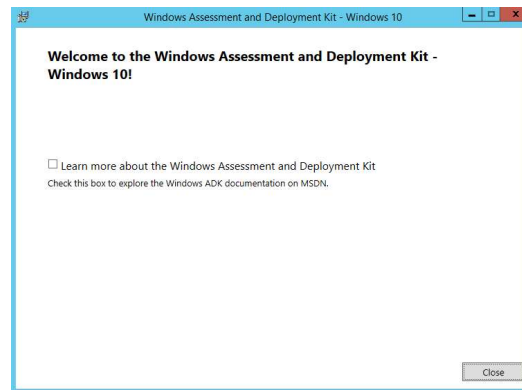 Windows Assessment and Deployment Kit - Windows 10
Welcome to the Windows Assessment and Deployment Kit -
Windows 10!
Learn more about the Windows Assessment and Deployment Kit
Check this box to explore the Windows ADK documentation on MSDN.
Close